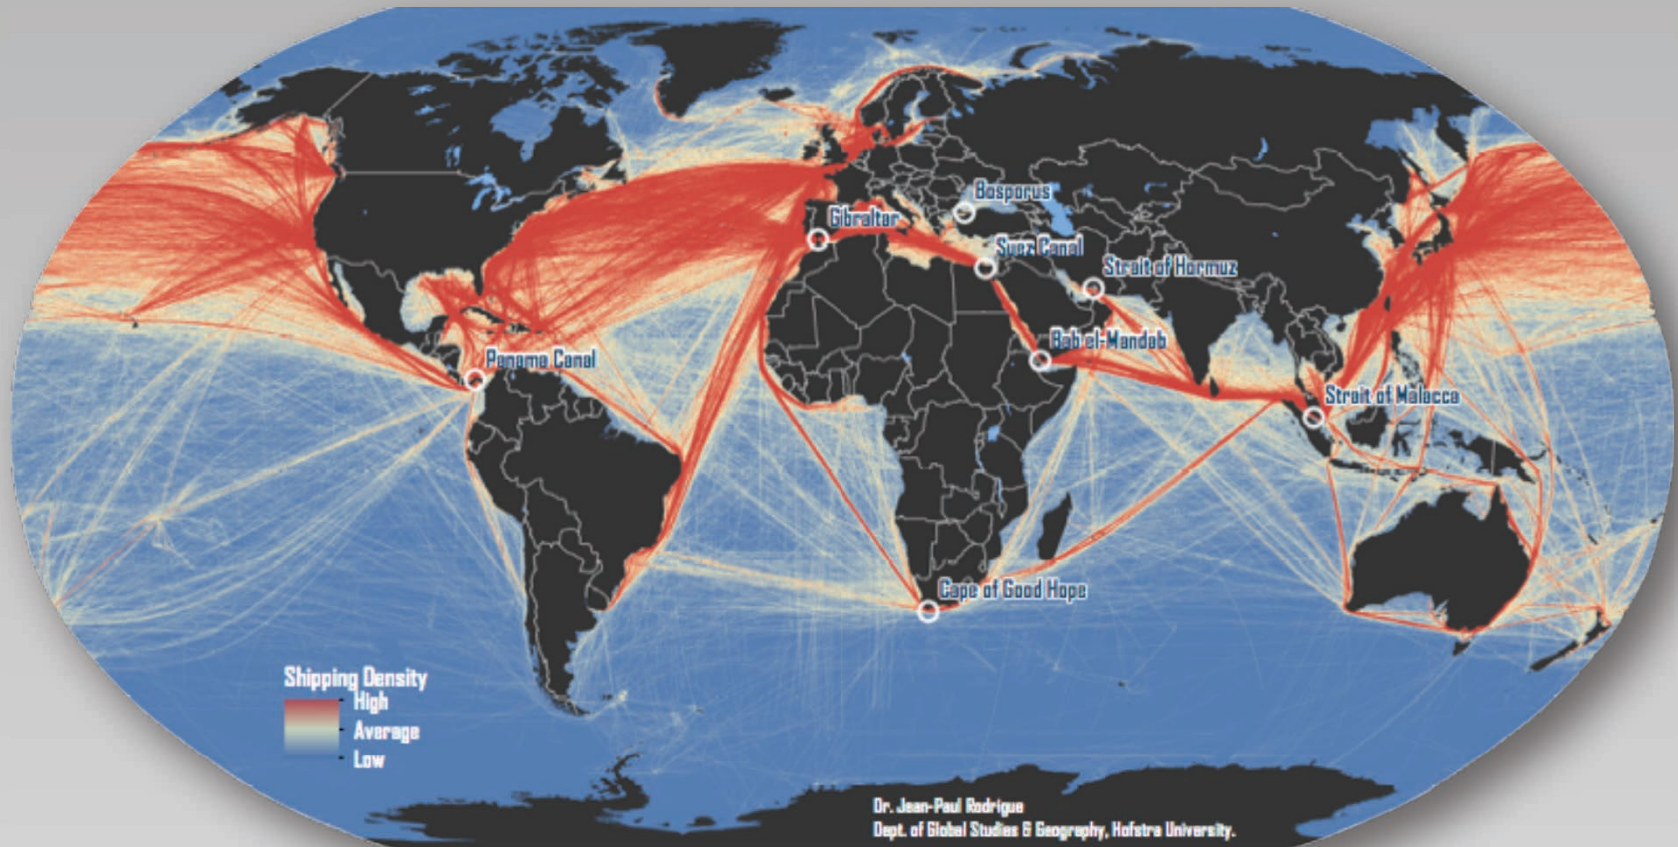 Bosporus
Gibraltar
Suez Canal
Strait of Hormuz
Bab el-Mandab
Panama Canal
Strait of Malacca
Cape of Good Hope
Shipping Density
High
Average
Low
Dr. Jean-Paul Rodrigue
Dept. of Global Studies & Geography, Hofstra University.